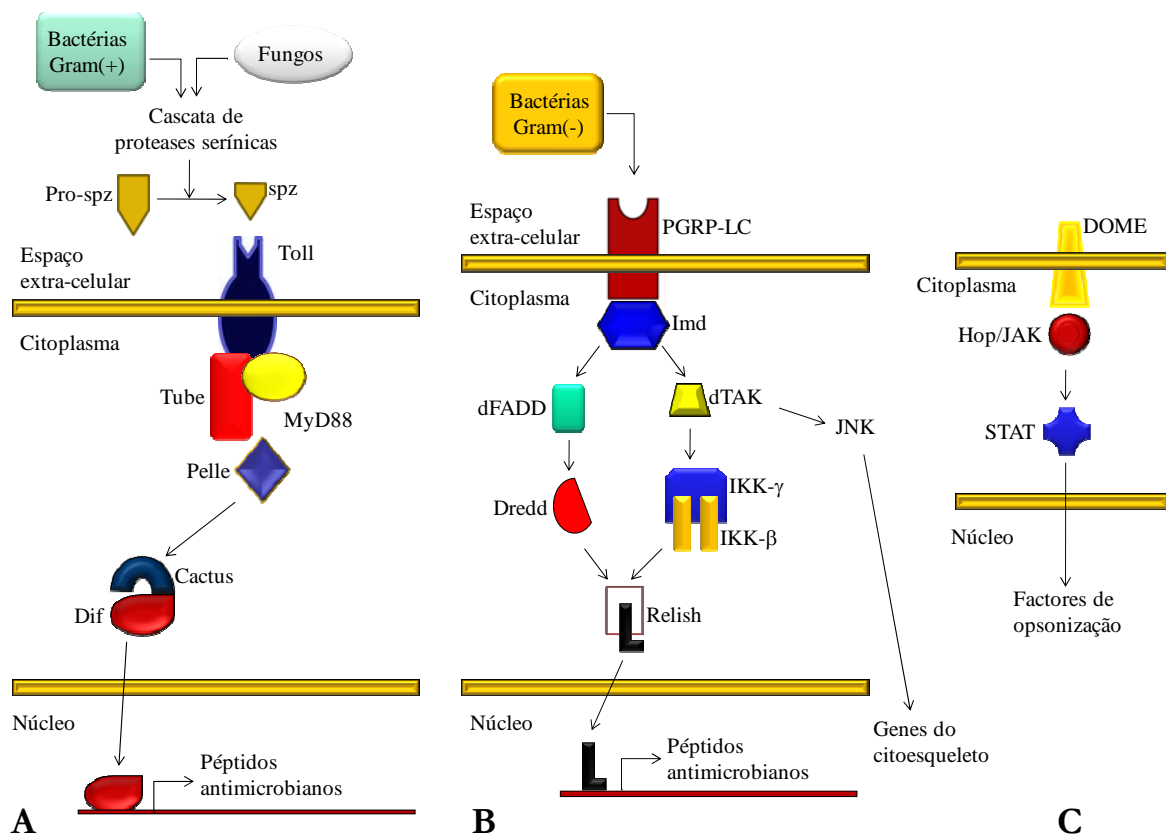 Bactérias
Gram(+)
Fungos
Cascata de
proteases serínicas
Pro-spz
spz
Toll
Espaço
extra-celular
Citoplasma
Tube
MyD88
Pelle
Cactus
Dif
Núcleo
Péptidos
antimicrobianos
A
Bactérias
Gram(-)
PGRP-LC
Espaço
extra-celular
Citoplasma
Imd
dFADD
dTAK
JNK
Dredd
IKK-γ
IKK-β
Relish
Núcleo
Genes do
citoesqueleto
Péptidos
antimicrobianos
B
DOME
Citoplasma
Hop/JAK
STAT
Núcleo
Factores de
opsonização
C